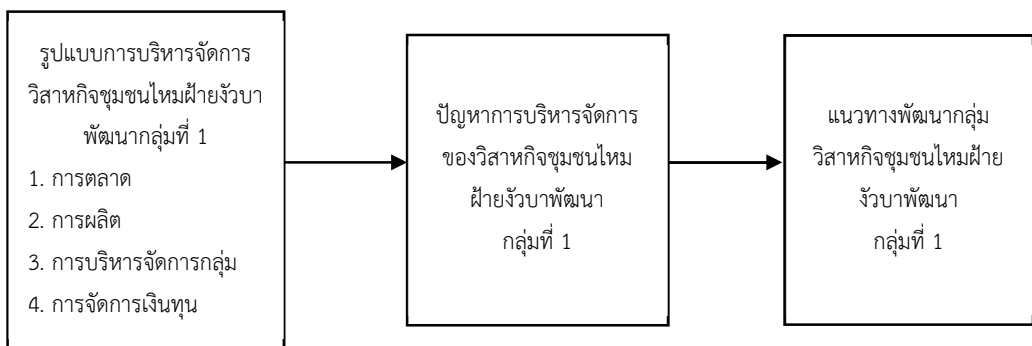 รูปแบบการบริหารจัดการ
วิสาหกิจชุมชนไหมฝ้ายงัวบา
พัฒนากลุ่มที่ 1
1. การตลาด
2. การผลิต
3. การบริหารจัดการกลุ่ม
4. การจัดการเงินทุน
ปัญหาการบริหารจัดการ
ของวิสาหกิจชุมชนไหม
ฝ้ายงัวบาพัฒนา
กลุ่มที่ 1
แนวทางพัฒนากลุ่ม
วิสาหกิจชุมชนไหมฝ้าย
งัวบาพัฒนา
กลุ่มที่ 1